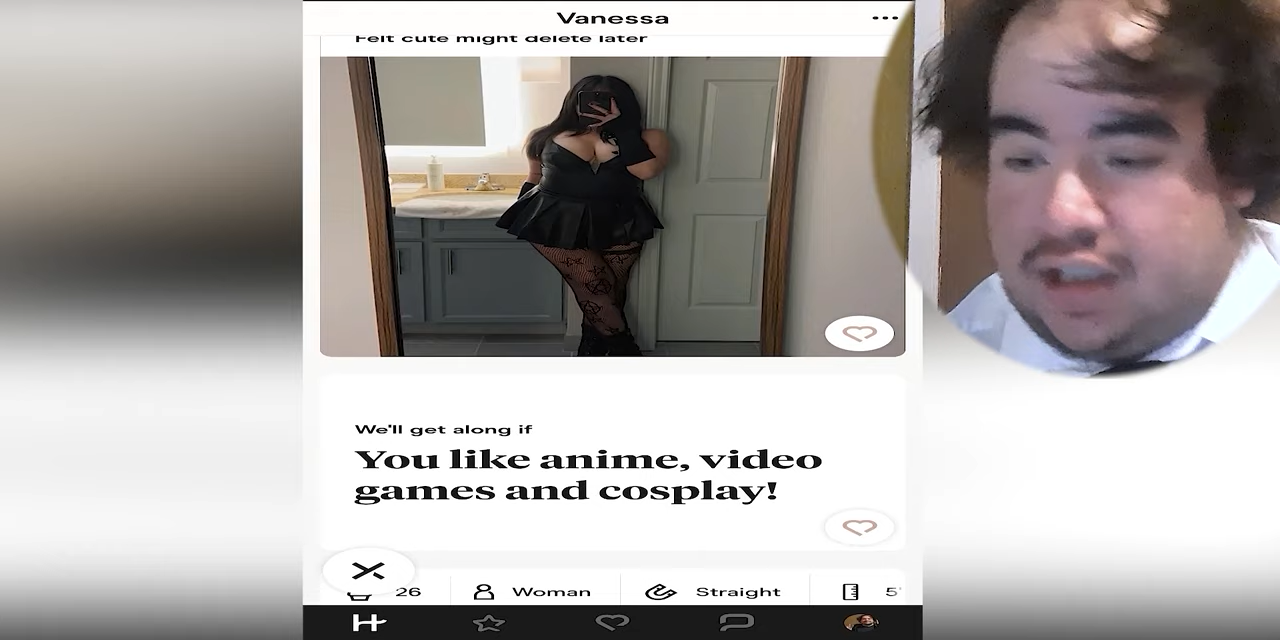 Vanessa
Felt cute might delete later
We'll get along if
You like anime, video
games and cosplay!
26
Woman
Straight
5'